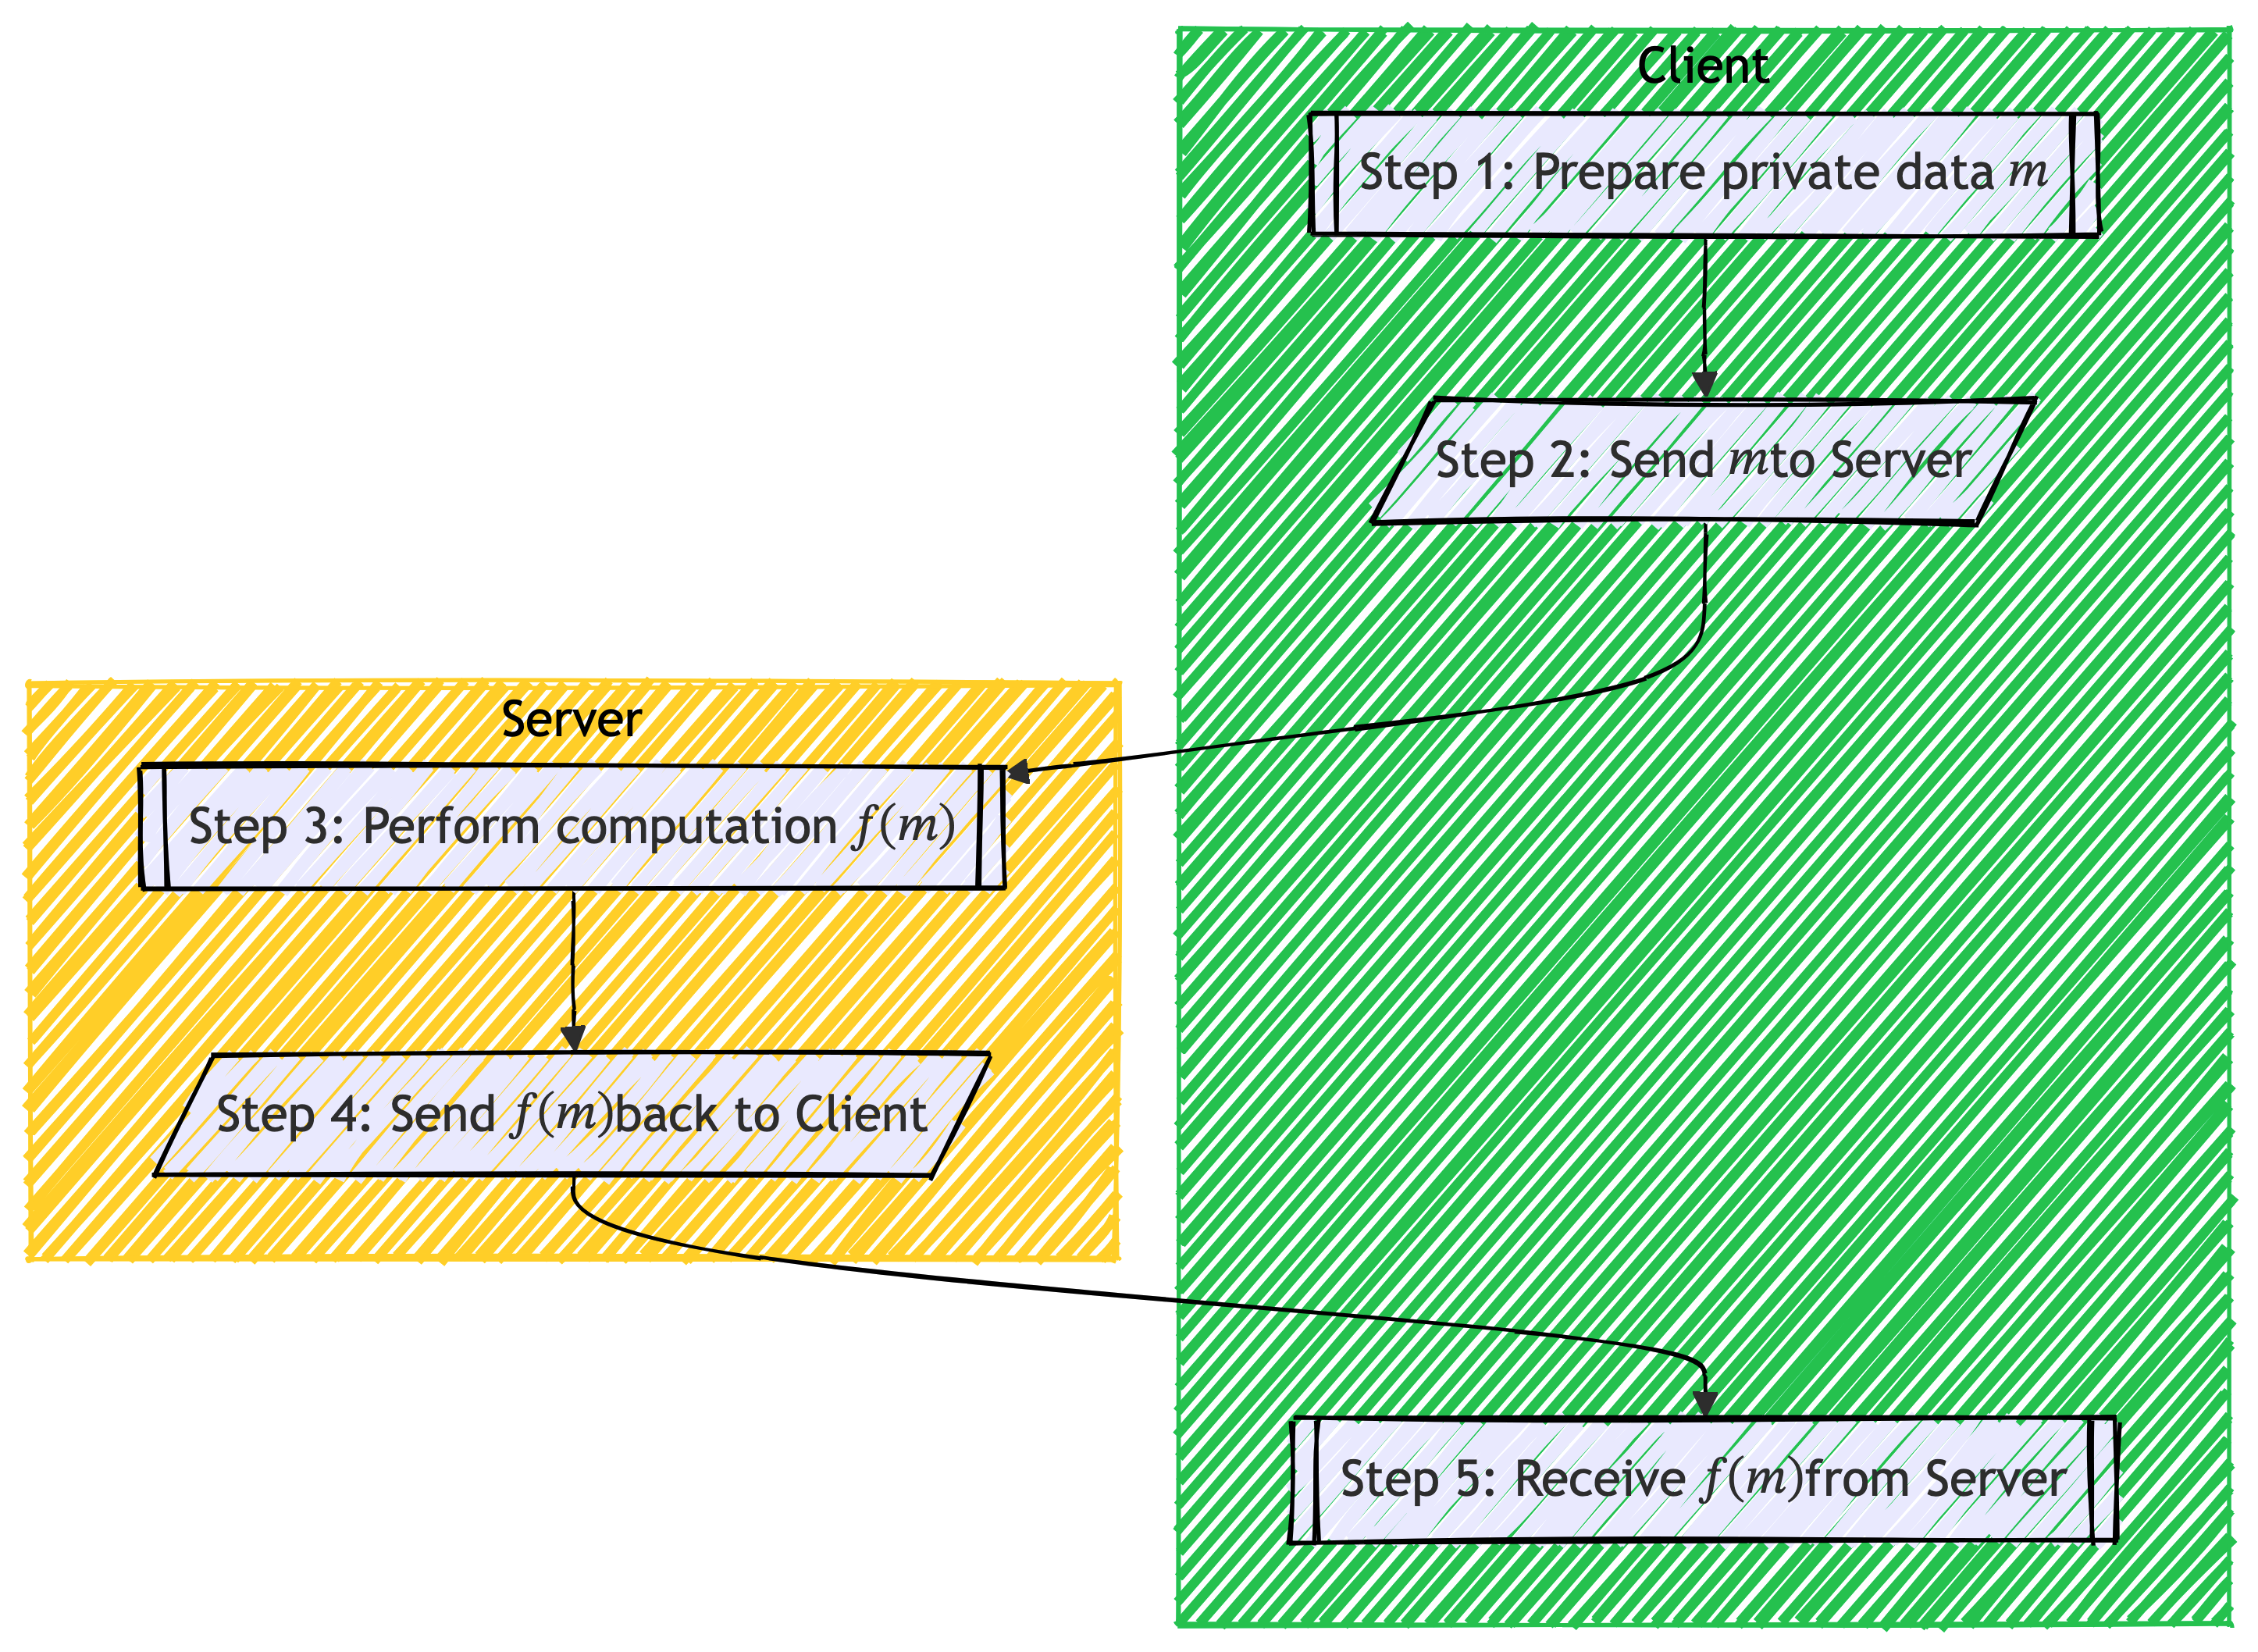 Client
Step 1: Prepare private data m
Step 2: Send mto Server
Server
Step 3: Perform computation f(m)
Step 4: Send f(m)back to Client
Step 5: Receive f(m)from Server